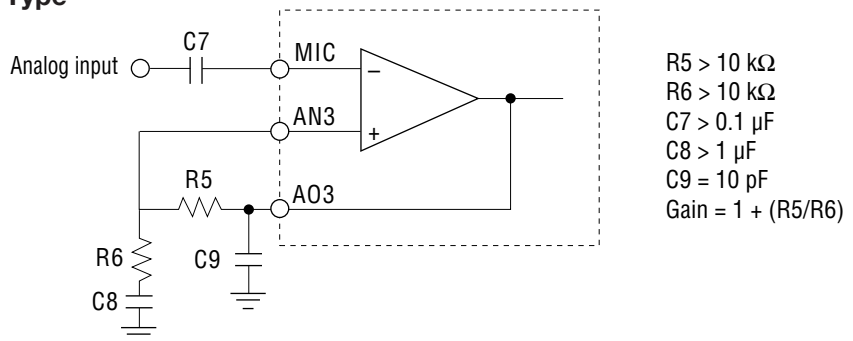 Type
Analog input
C7
MIC
−
AN3
+
R5
AO3
R6
C9
C8
R5 > 10 kΩ
R6 > 10 kΩ
C7 > 0.1 µF
C8 > 1 µF
C9 = 10 pF
Gain = 1 + (R5/R6)